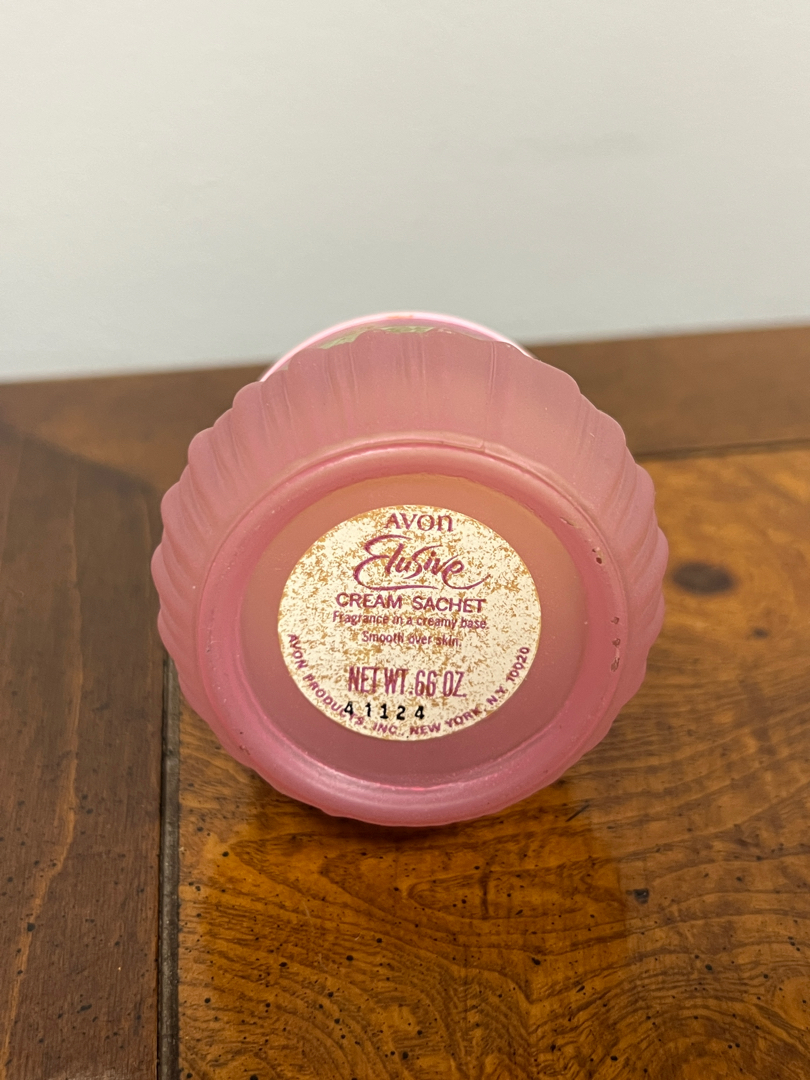 AVON
Elusive
CREAM SACHET
Fragrance in a creamy base.
Smooth over skin.
NET WT .66 OZ.
41124
AVON PRODUCTS, INC., NEW YORK, N.Y. 10020